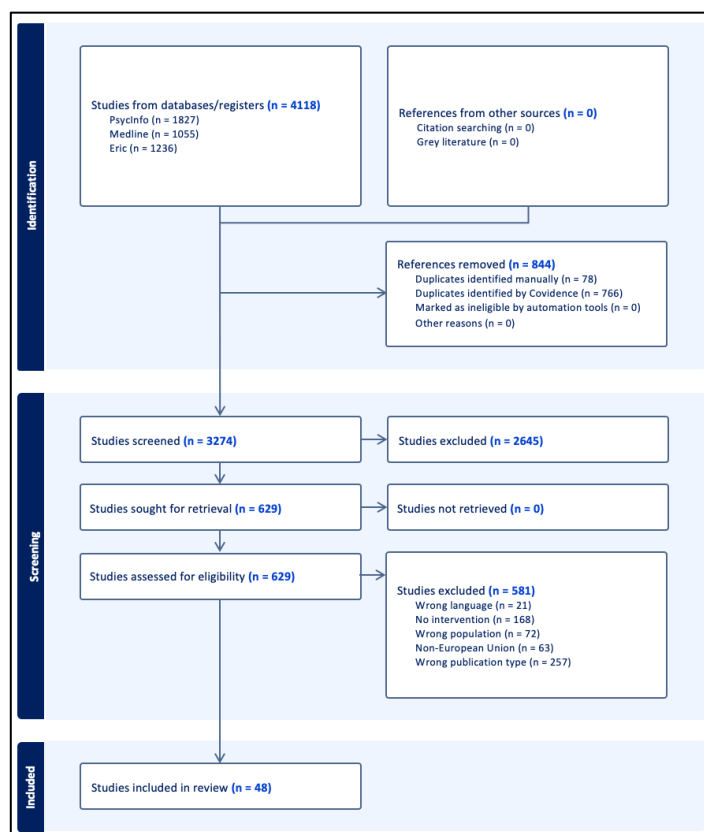 Identification
Studies from databases/registers (n = 4118)
PsycInfo (n = 1827)
Medline (n = 1055)
Eric (n = 1236)
References from other sources (n = 0)
Citation searching (n = 0)
Grey literature (n = 0)
References removed (n = 844)
Duplicates identified manually (n = 78)
Duplicates identified by Covidence (n = 766)
Marked as ineligible by automation tools (n = 0)
Other reasons (n = 0)
Screening
Studies screened (n = 3274)
Studies excluded (n = 2645)
Studies sought for retrieval (n = 629)
Studies not retrieved (n = 0)
Studies assessed for eligibility (n = 629)
Studies excluded (n = 581)
Wrong language (n = 21)
No intervention (n = 168)
Wrong population (n = 72)
Non-European Union (n = 63)
Wrong publication type (n = 257)
Included
Studies included in review (n = 48)